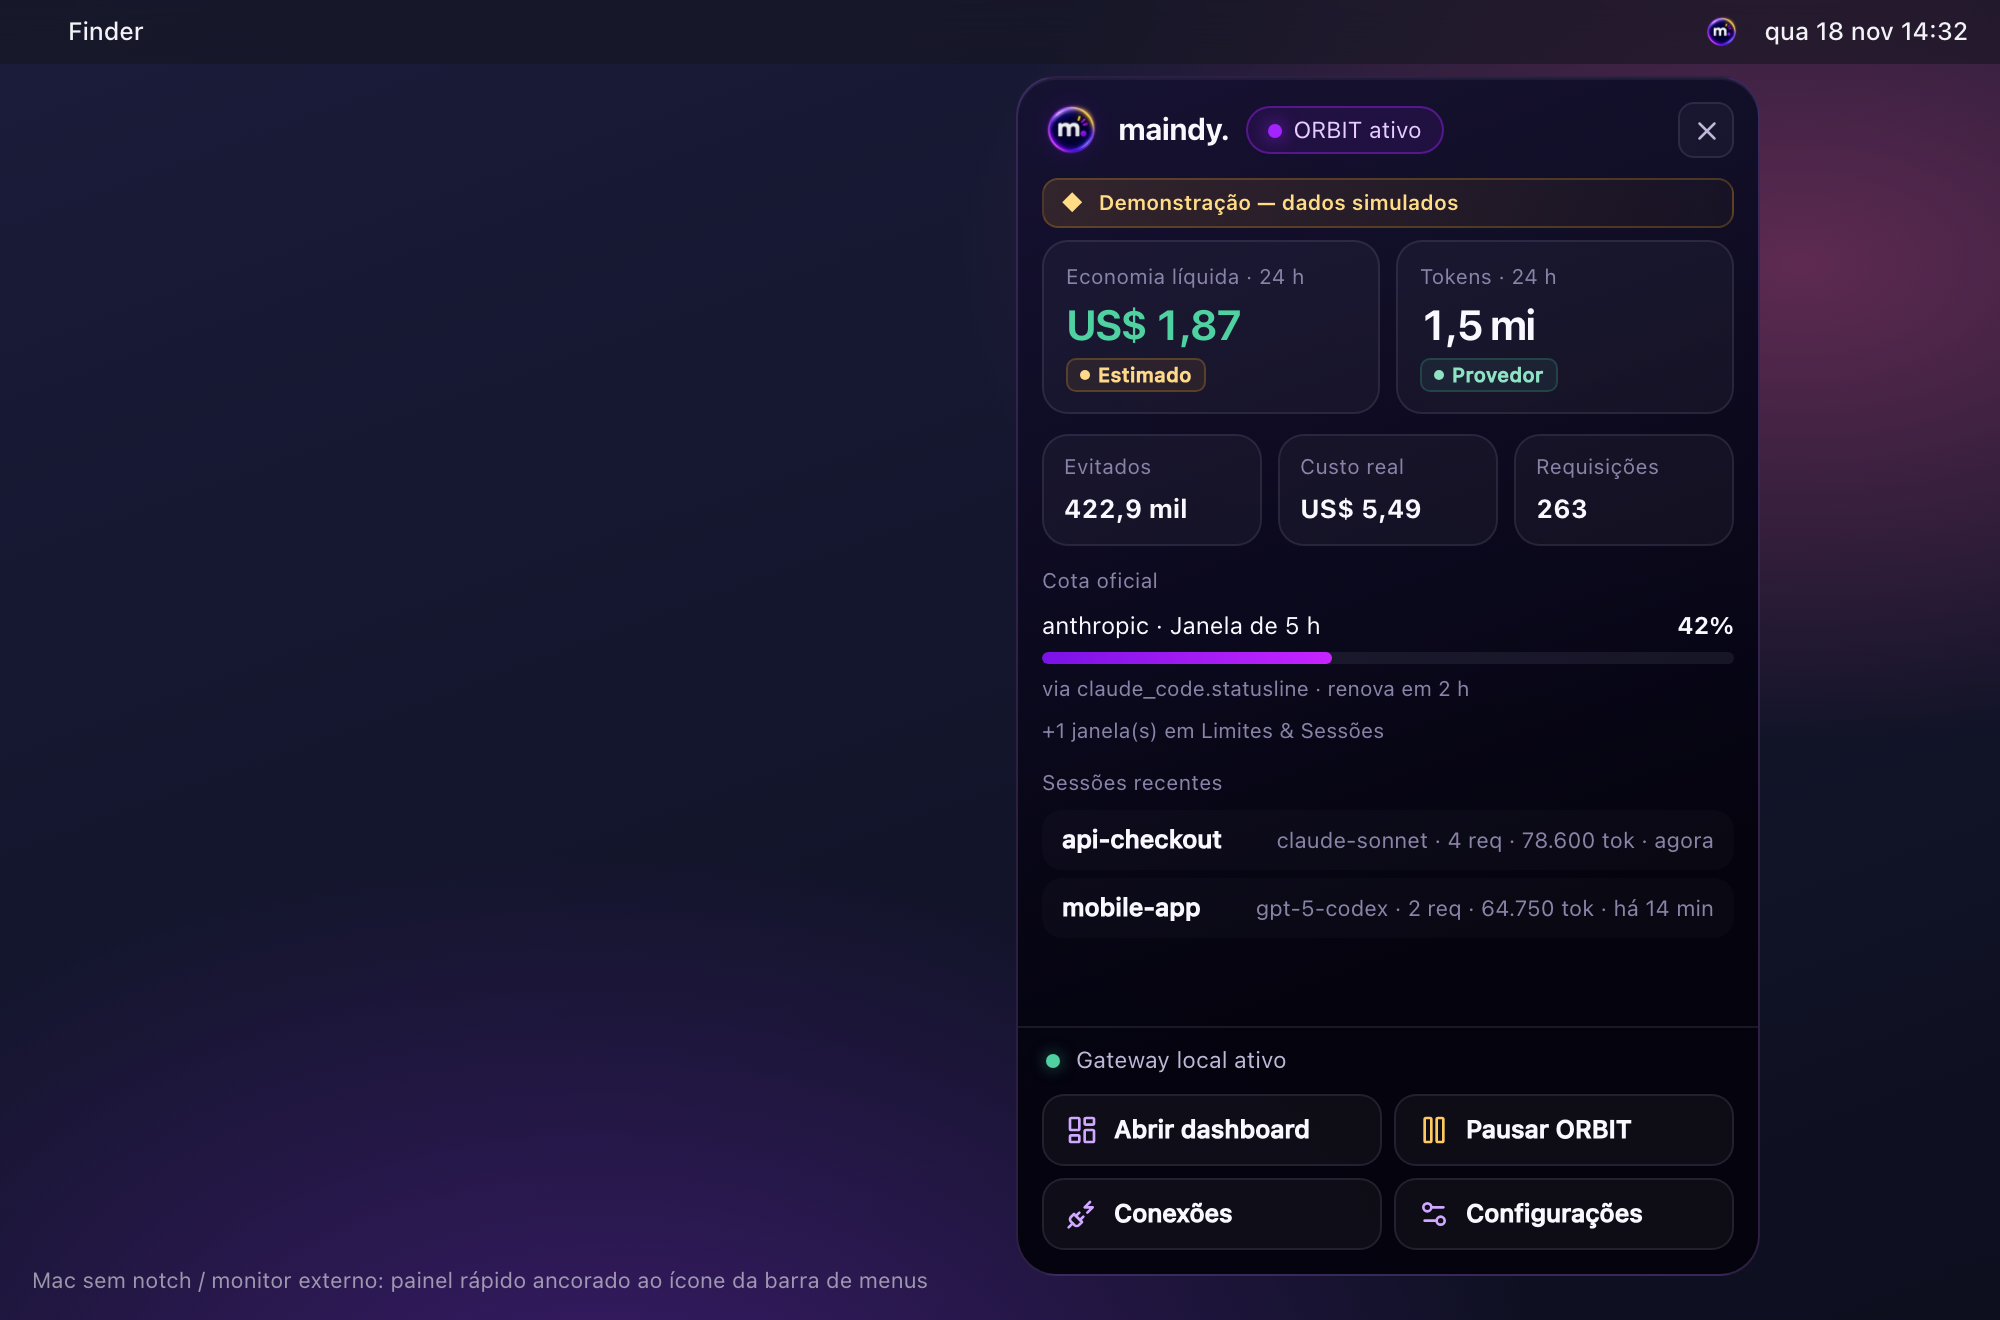 Finder
m. qua 18 nov 14:32
m. maindy. ORBIT ativo
Demonstração — dados simulados
Economia líquida · 24 h
US$ 1,87
Estimado
Tokens · 24 h
1,5 mi
Provedor
Evitados
422,9 mil
Custo real
US$ 5,49
Requisições
263
Cota oficial
anthropic · Janela de 5 h 42%
via claude_code.statusline · renova em 2 h
+1 janela(s) em Limites & Sessões
Sessões recentes
api-checkout claude-sonnet · 4 req · 78.600 tok · agora
mobile-app gpt-5-codex · 2 req · 64.750 tok · há 14 min
Gateway local ativo
Abrir dashboard
Pausar ORBIT
Conexões
Configurações
Mac sem notch / monitor externo: painel rápido ancorado ao ícone da barra de menus